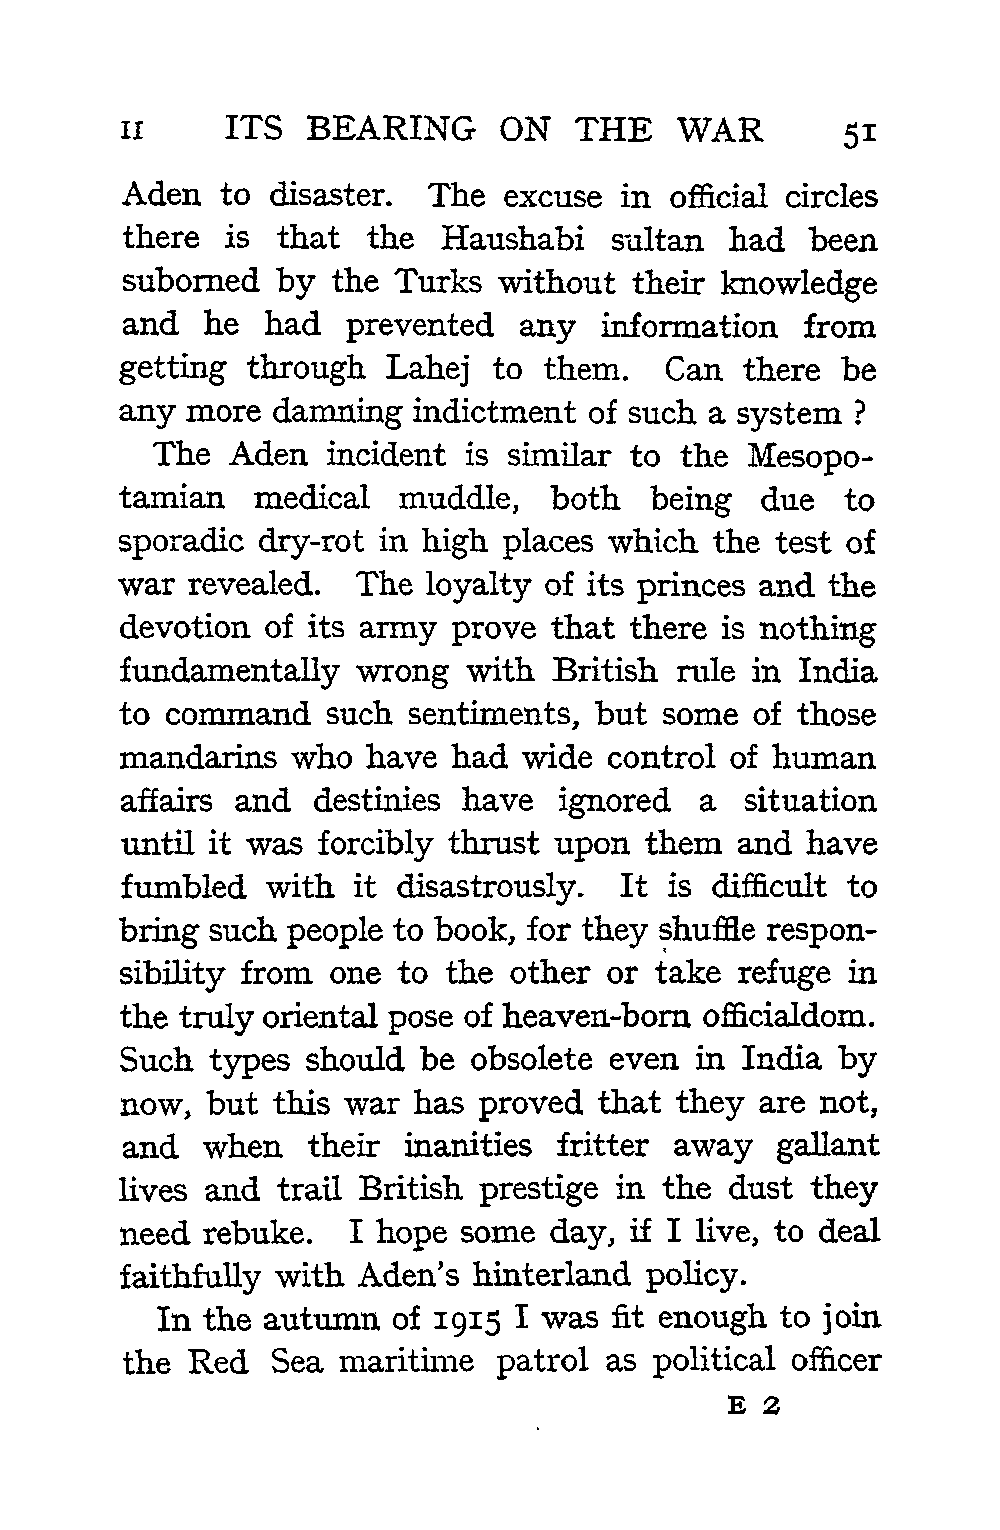 II ITS BEARING ON THE WAR 51
Aden to disaster. The excuse in official circles
there is that the Haushabi sultan had been
suborned by the Turks without their knowledge
and he had prevented any information from
getting through Lahej to them. Can there be
any more damning indictment of such a system ?
The Aden incident is similar to the Mesopo-
tamian medical muddle, both being due to
sporadic dry-rot in high places which the test of
war revealed. The loyalty of its princes and the
devotion of its army prove that there is nothing
fundamentally wrong with British rule in India
to command such sentiments, but some of those
mandarins who have had wide control of human
affairs and destinies have ignored a situation
until it was forcibly thrust upon them and have
fumbled with it disastrously. It is difficult to
bring such people to book, for they shuffle respon-
sibility from one to the other or take refuge in
the truly oriental pose of heaven-born officialdom.
Such types should be obsolete even in India by
now, but this war has proved that they are not,
and when their inanities fritter away gallant
lives and trail British prestige in the dust they
need rebuke. I hope some day, if I live, to deal
faithfully with Aden's hinterland policy.
In the autumn of 1915 I was fit enough to join
the Red Sea maritime patrol as political officer
E 2